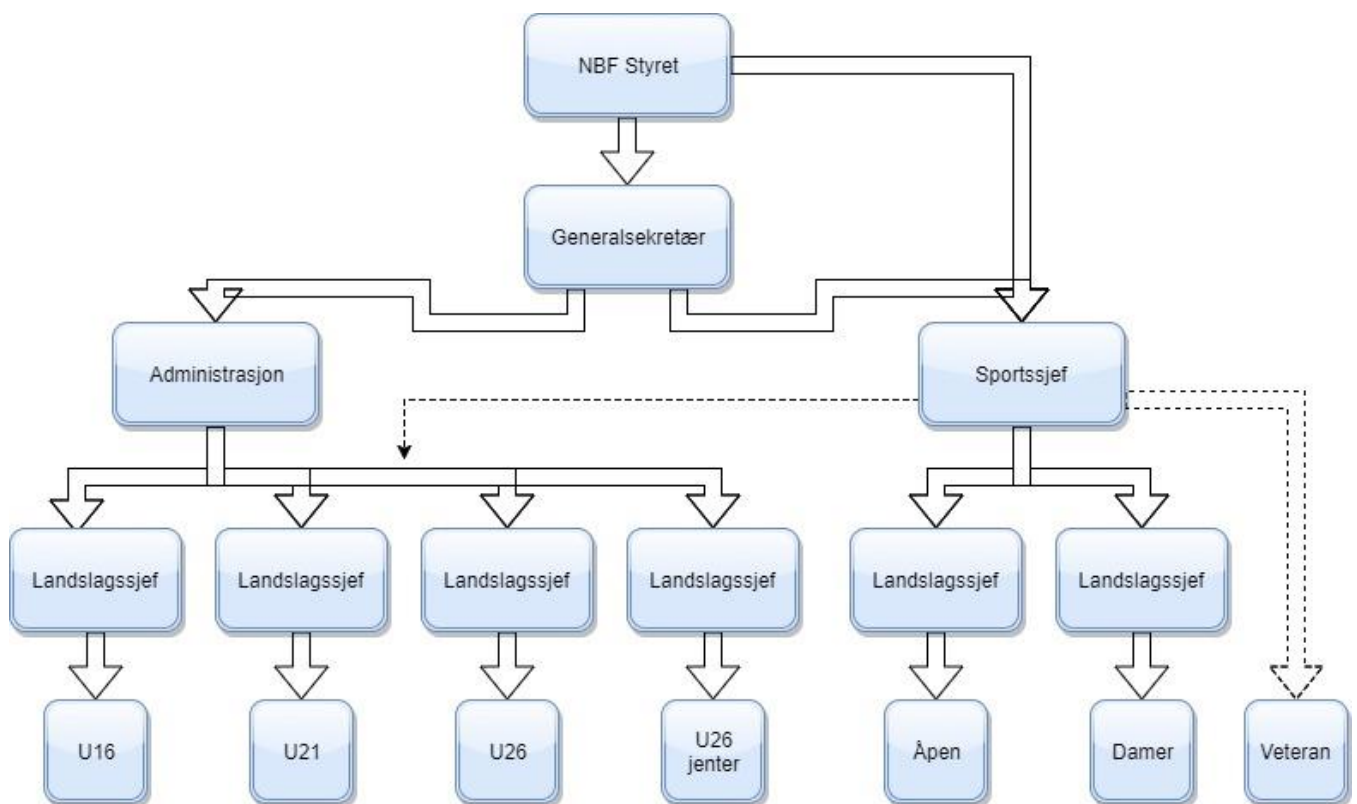 NBF Styret
Generalsekretær
Administrasjon
Sportssjef
Landslagssjef
Landslagssjef
Landslagssjef
Landslagssjef
Landslagssjef
Landslagssjef
U16
U21
U26
U26
jenter
Åpen
Damer
Veteran